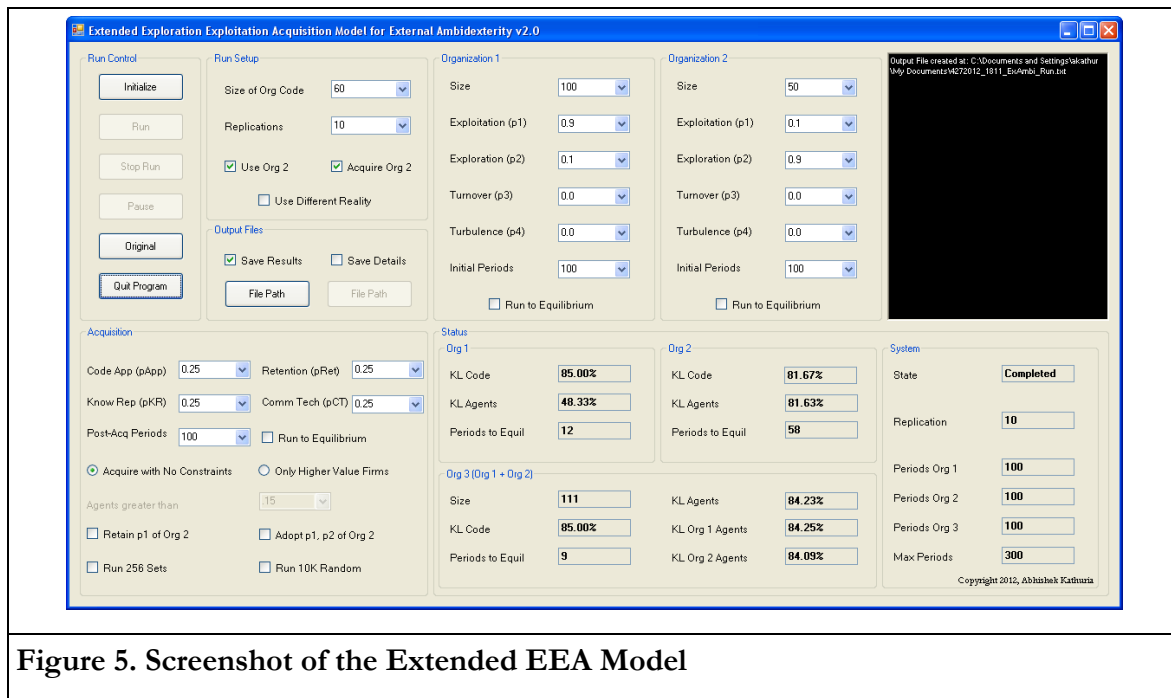 Extended Exploration Exploitation Acquisition Model for External Ambidexterity v2.0
Run Control
Initialize
Run
Stop Run
Pause
Original
Quit Program
Run Setup
Size of Org Code 60
Replications 10
Use Org 2 Acquire Org 2
Use Different Reality
Output Files
Save Results Save Details
File Path File Path
Organization 1
Size 100
Exploitation (p1) 0.9
Exploration (p2) 0.1
Turnover (p3) 0.0
Turbulence (p4) 0.0
Initial Periods 100
Run to Equilibrium
Organization 2
Size 50
Exploitation (p1) 0.1
Exploration (p2) 0.9
Turnover (p3) 0.0
Turbulence (p4) 0.0
Initial Periods 100
Run to Equilibrium
Output File created at: C:\Documents and Settings\akathur
\My Documents\4272012_1811_ExAmbi_Run.txt
Acquisition
Code App (pApp) 0.25 Retention (pRet) 0.25
Know Rep (pKR) 0.25 Comm Tech (pCT) 0.25
Post-Acq Periods 100 Run to Equilibrium
Acquire with No Constraints Only Higher Value Firms
Agents greater than .15
Retain p1 of Org 2 Adopt p1, p2 of Org 2
Run 256 Sets Run 10K Random
Status
Org 1
KL Code 85.00%
KL Agents 48.33%
Periods to Equil 12
Org 2
KL Code 81.67%
KL Agents 81.63%
Periods to Equil 58
Org 3 (Org 1 + Org 2)
Size 111 KL Agents 84.23%
KL Code 85.00% KL Org 1 Agents 84.25%
Periods to Equil 9 KL Org 2 Agents 84.09%
System
State Completed
Replication 10
Periods Org 1 100
Periods Org 2 100
Periods Org 3 100
Max Periods 300
Copyright 2012, Abhishek Kathuria
Figure 5. Screenshot of the Extended EEA Model